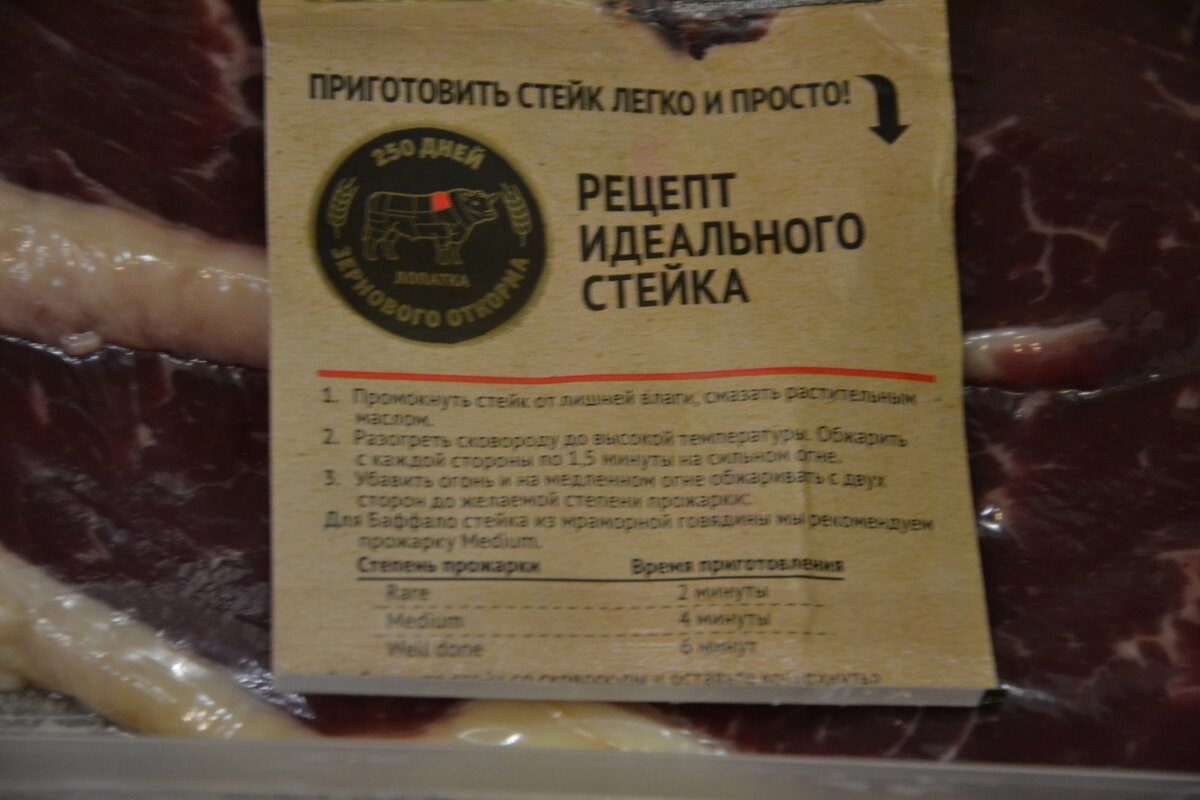 ПРИГОТОВИТЬ СТЕЙК ЛЕГКО И ПРОСТО!
250 ДНЕЙ
ЛОПАТКА
ЗЕРНОВОГО ОТКОРМА
РЕЦЕПТ
ИДЕАЛЬНОГО
СТЕЙКА
1. Промокнуть стейк от лишней влаги, смазать растительным
маслом.
2. Разогреть сковороду до высокой температуры. Обжарить
с каждой стороны по 1,5 минуты на сильном огне.
3. Убавить огонь и на медленном огне обжаривать с двух
сторон до желаемой степени прожарки:
Для Баффало стейка из мраморной говядины мы рекомендуем
прожарку Medium.
Степень прожарки Время приготовления
Rare 2 минуты
Medium 4 минуты
Well done 6 минут
сковороды и оставьте